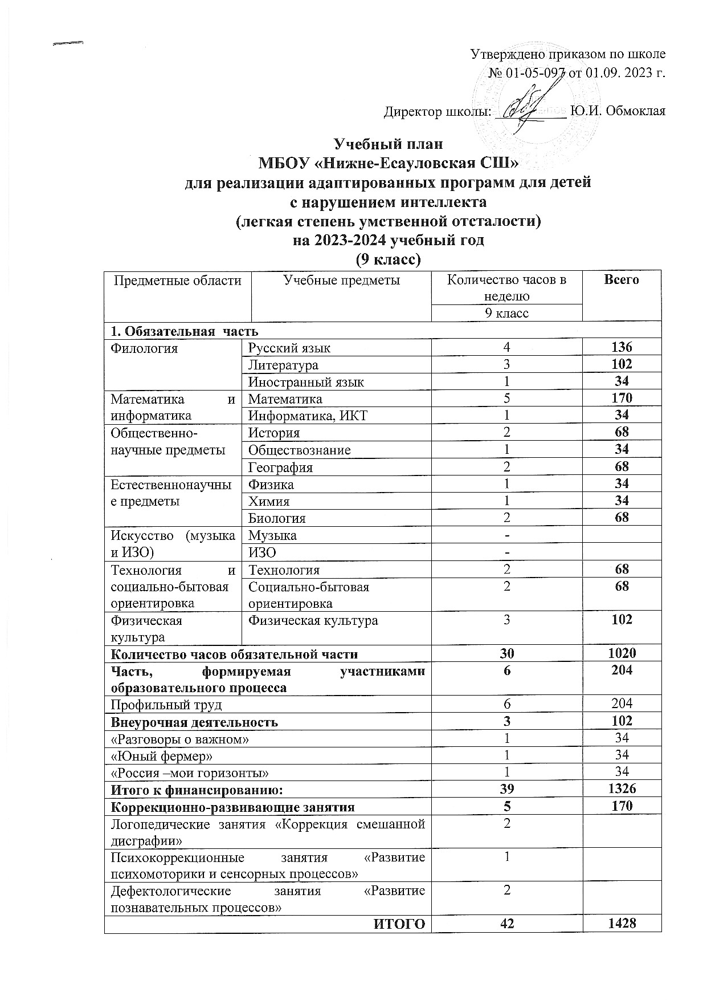 Утверждено приказом по школе
№ 01-05-097 от 01.09. 2023 г.
Директор школы: __________ Ю.И. Обмоклая
Учебный план
МБОУ «Нижне-Есауловская СШ»
для реализации адаптированных программ для детей
с нарушением интеллекта
(легкая степень умственной отсталости)
на 2023-2024 учебный год
(9 класс)
Предметные области Учебные предметы Количество часов в Всего
неделю
9 класс
1. Обязательная часть
Филология Русский язык 4 136
Литература 3 102
Иностранный язык 1 34
Математика и Математика 5 170
информатика Информатика, ИКТ 1 34
Общественно- История 2 68
научные предметы Обществознание 1 34
География 2 68
Естественнонаучны Физика 1 34
е предметы Химия 1 34
Биология 2 68
Искусство (музыка Музыка -
и ИЗО) ИЗО -
Технология и Технология 2 68
социально-бытовая Социально-бытовая 2 68
ориентировка ориентировка
Физическая Физическая культура 3 102
культура
Количество часов обязательной части 30 1020
Часть, формируемая участниками 6 204
образовательного процесса
Профильный труд 6 204
Внеурочная деятельность 3 102
«Разговоры о важном» 1 34
«Юный фермер» 1 34
«Россия –мои горизонты» 1 34
Итого к финансированию: 39 1326
Коррекционно-развивающие занятия 5 170
Логопедические занятия «Коррекция смешанной 2
дисграфии»
Психокоррекционные занятия «Развитие 1
психомоторики и сенсорных процессов»
Дефектологические занятия «Развитие 2
познавательных процессов»
ИТОГО 42 1428